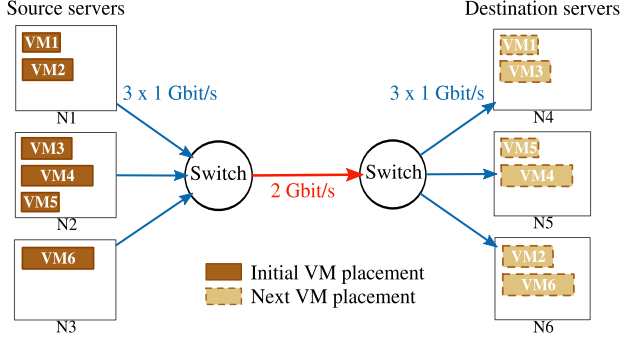 Source servers
Destination servers
VM1
VM2
N1
VM3
VM4
VM5
N2
VM6
N3
3 x 1 Gbit/s
Switch
2 Gbit/s
Switch
3 x 1 Gbit/s
VM1
VM3
N4
VM5
VM4
N5
VM2
VM6
N6
Initial VM placement
Next VM placement